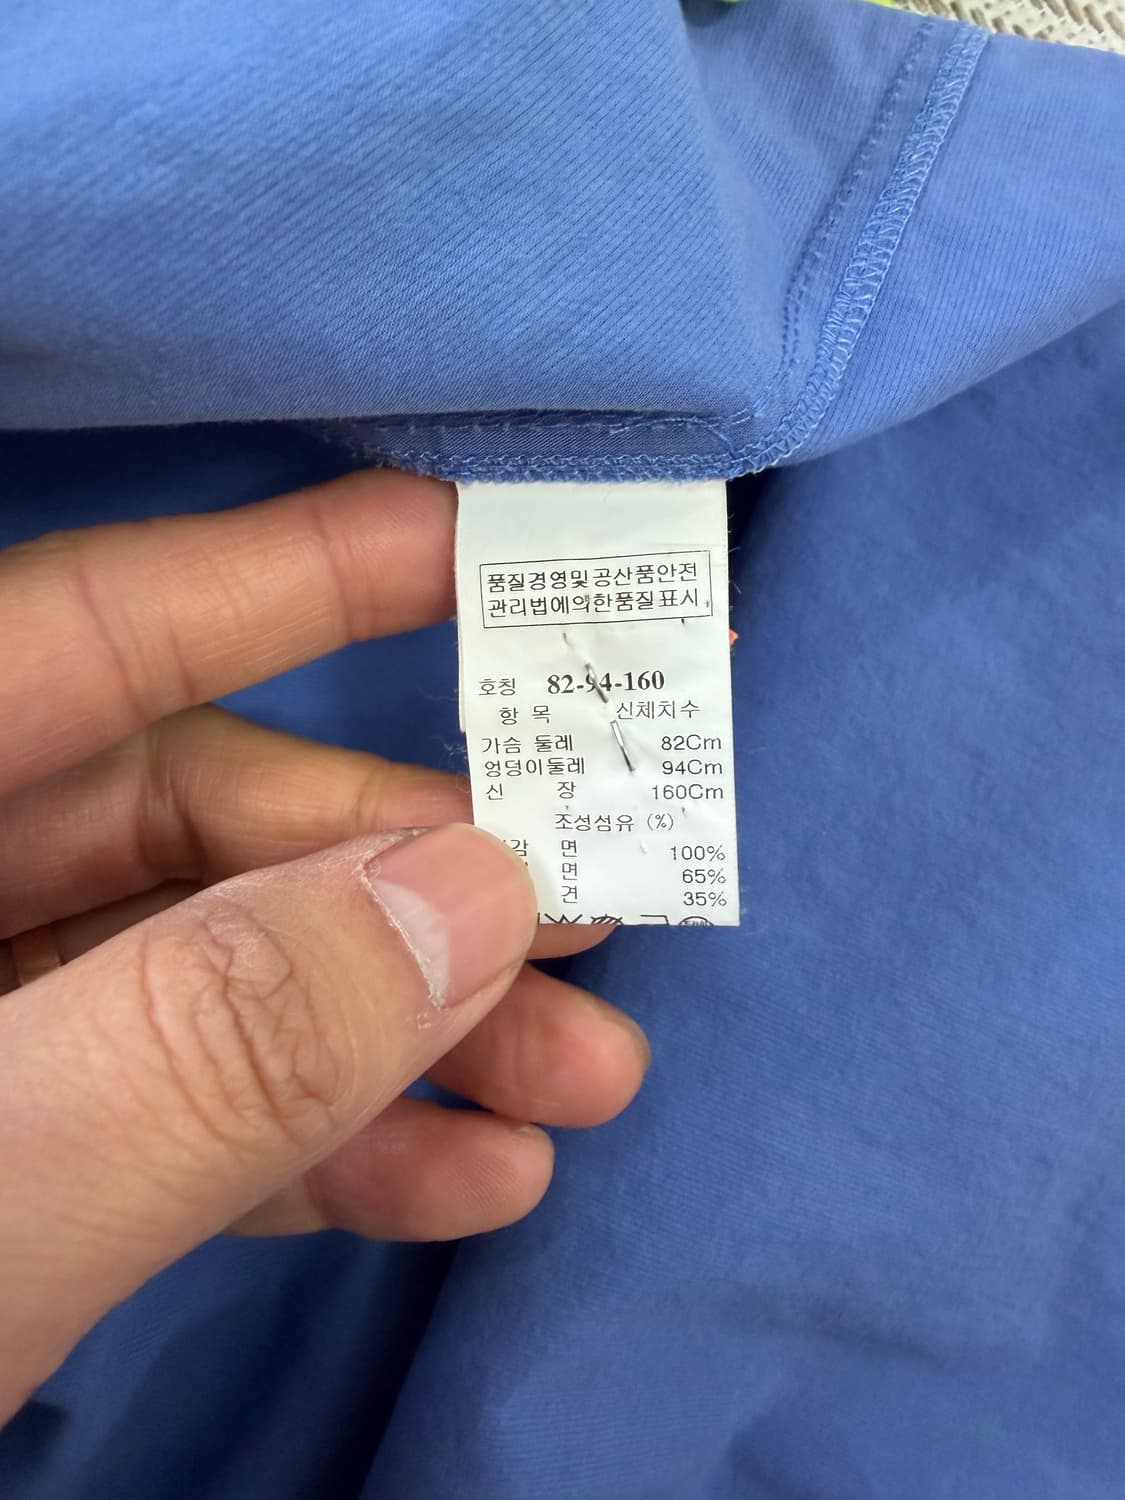 품질경영및공산품안전
관리법에의한품질표시
호칭 82-94-160
항 목 신체치수
가슴 둘레 82Cm
엉덩이둘레 94Cm
신 장 160Cm
조성섬유 (%)
면 100%
면 65%
견 35%